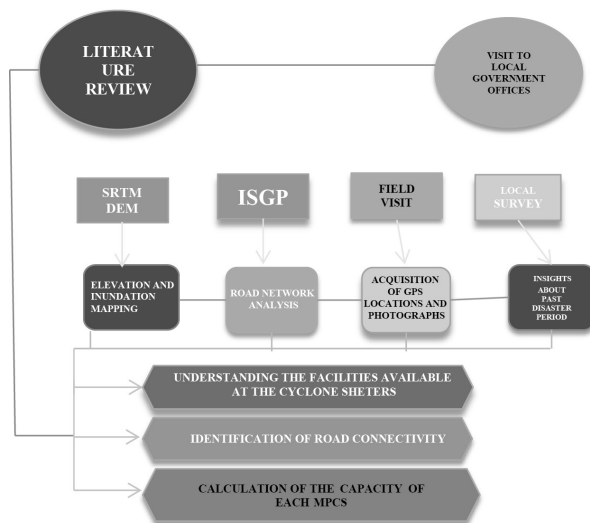 LITERAT
URE
REVIEW
VISIT TO
LOCAL
GOVERNMENT
OFFICES
SRTM
DEM
ISGP
FIELD
VISIT
LOCAL
SURVEY
ELEVATION AND
INUNDATION
MAPPING
ROAD NETWORK
ANALYSIS
ACQUISITION
OF GPS
LOCATIONS AND
PHOTOGRAPHS
INSIGHTS
ABOUT
PAST
DISASTER
PERIOD
UNDERSTANDING THE FACILITIES AVAILABLE
AT THE CYCLONE SHETERS
IDENTIFICATION OF ROAD CONNECTIVITY
CALCULATION OF THE CAPACITY OF
EACH MPCS